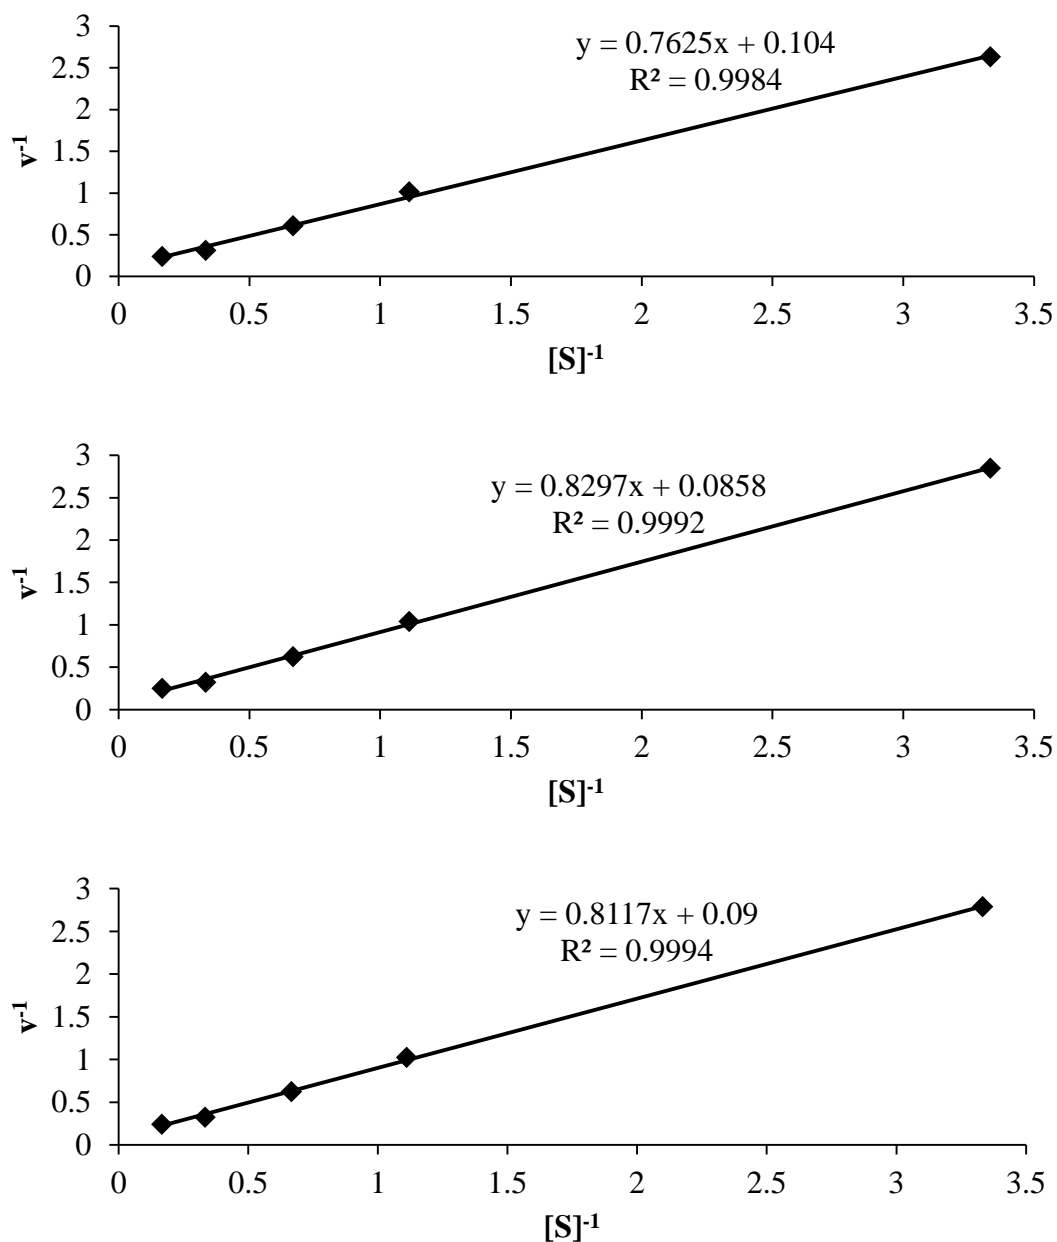 y = 0.7625x + 0.104
R² = 0.9984
3
2.5
2
1.5
1
0.5
0
v⁻¹
0 0.5 1 1.5 2 2.5 3 3.5
[S]⁻¹
y = 0.8297x + 0.0858
R² = 0.9992
3
2.5
2
1.5
1
0.5
0
v⁻¹
0 0.5 1 1.5 2 2.5 3 3.5
[S]⁻¹
y = 0.8117x + 0.09
R² = 0.9994
3
2.5
2
1.5
1
0.5
0
v⁻¹
0 0.5 1 1.5 2 2.5 3 3.5
[S]⁻¹